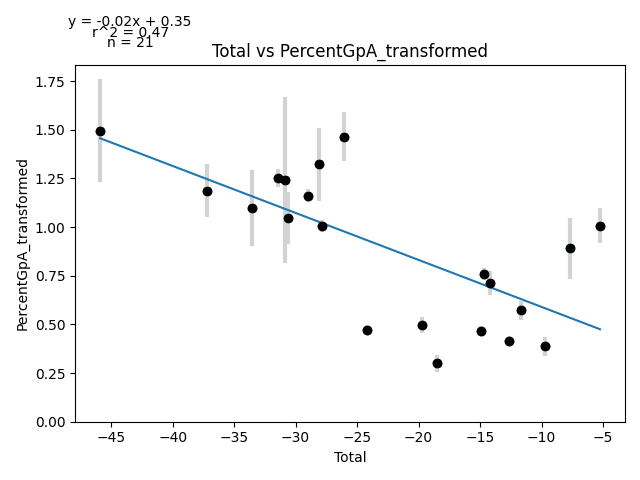 y = -0.02x + 0.35
r^2 = 0.47
n = 21
Total vs PercentGpA_transformed
1.75
1.50
1.25
1.00
0.75
0.50
0.25
0.00
PercentGpA_transformed
−45 −40 −35 −30 −25 −20 −15 −10 −5
Total